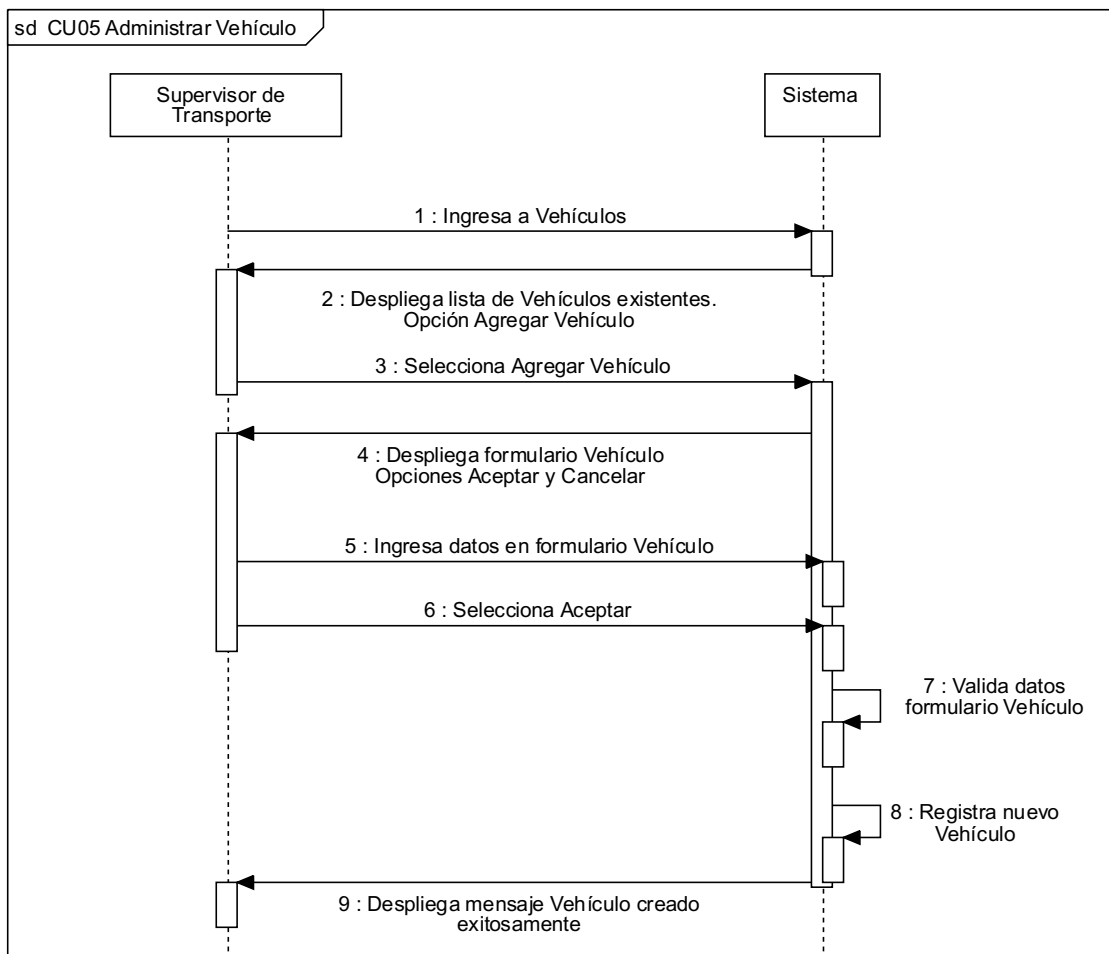 sd CU05 Administrar Vehículo
Supervisor de
Transporte
Sistema
1 : Ingresa a Vehículos
2 : Despliega lista de Vehículos existentes.
Opción Agregar Vehículo
3 : Selecciona Agregar Vehículo
4 : Despliega formulario Vehículo
Opciones Aceptar y Cancelar
5 : Ingresa datos en formulario Vehículo
6 : Selecciona Aceptar
7 : Valida datos
formulario Vehículo
8 : Registra nuevo
Vehículo
9 : Despliega mensaje Vehículo creado
exitosamente